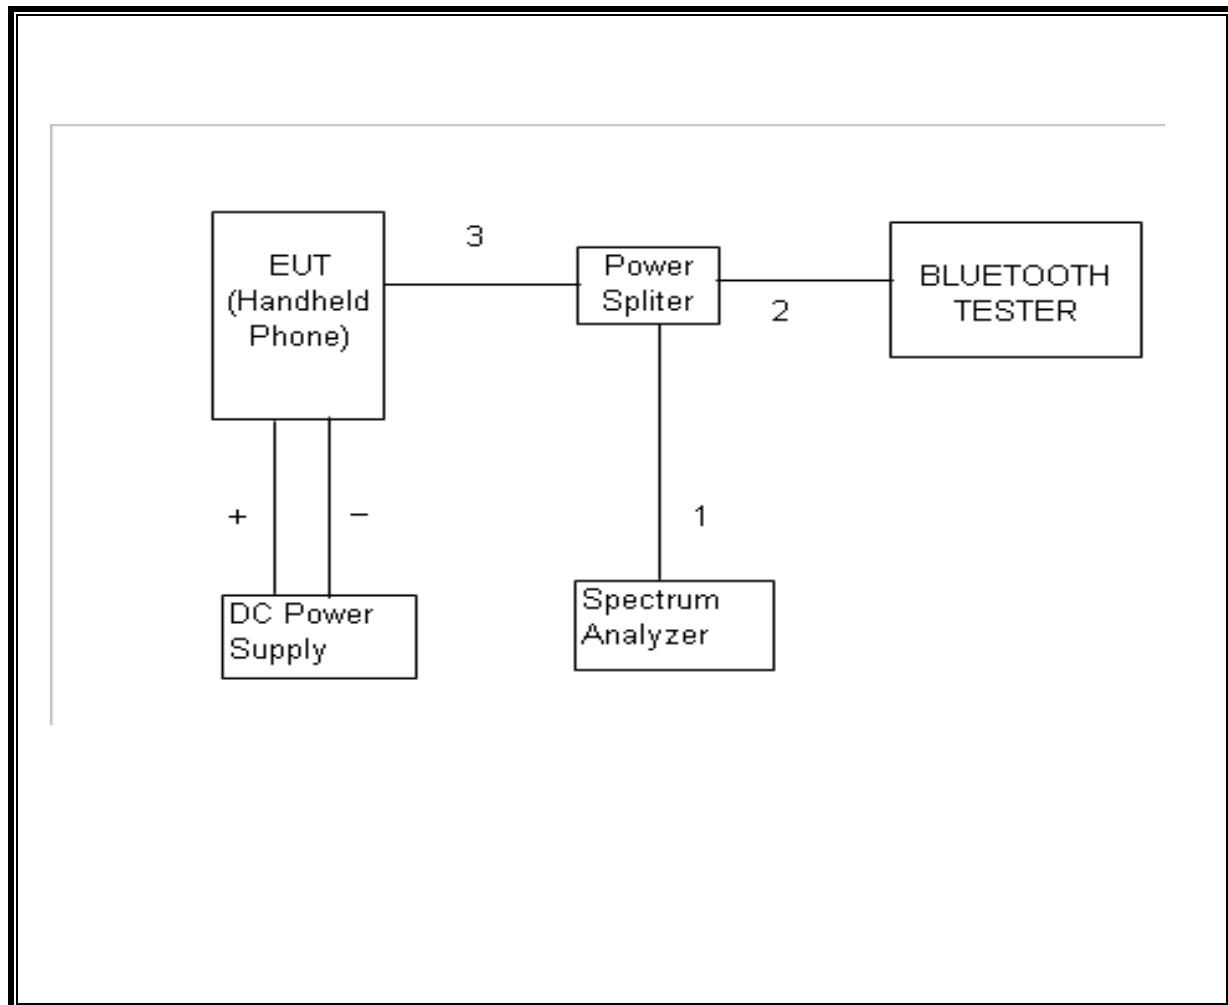 EUT
(Handheld
Phone)
3
Power
Spliter
2
BLUETOOTH
TESTER
+
−
1
DC Power
Supply
Spectrum
Analyzer